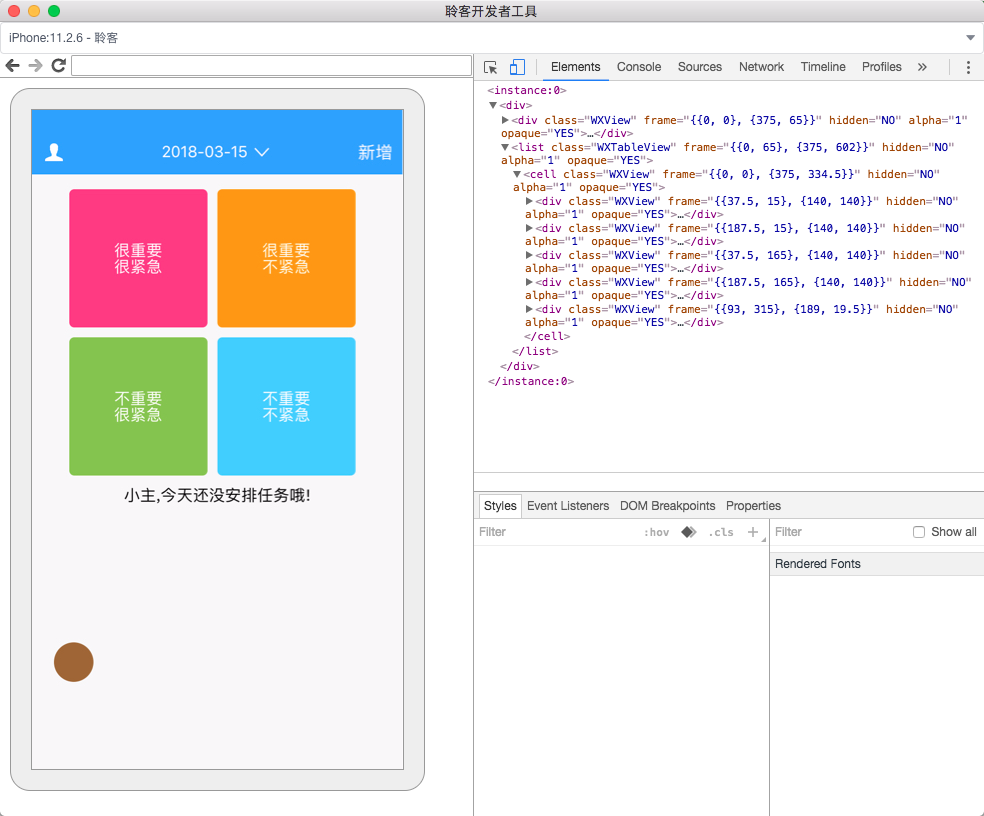 聆客开发者工具
iPhone:11.2.6 - 聆客
Elements Console Sources Network Timeline Profiles »
2018-03-15
新增
很重要
很紧急
很重要
不紧急
不重要
很紧急
不重要
不紧急
小主,今天还没安排任务哦!
<instance:0>
▼<div>
▶<div class="WXView" frame="{{0, 0}, {375, 65}}" hidden="NO" alpha="1"
opaque="YES">…</div>
▼<list class="WXTableView" frame="{{0, 65}, {375, 602}}" hidden="NO"
alpha="1" opaque="YES">
▼<cell class="WXView" frame="{{0, 0}, {375, 334.5}}" hidden="NO"
alpha="1" opaque="YES">
▶<div class="WXView" frame="{{37.5, 15}, {140, 140}}" hidden="NO"
alpha="1" opaque="YES">…</div>
▶<div class="WXView" frame="{{187.5, 15}, {140, 140}}" hidden="NO"
alpha="1" opaque="YES">…</div>
▶<div class="WXView" frame="{{37.5, 165}, {140, 140}}" hidden="NO"
alpha="1" opaque="YES">…</div>
▶<div class="WXView" frame="{{187.5, 165}, {140, 140}}" hidden="NO"
alpha="1" opaque="YES">…</div>
▶<div class="WXView" frame="{{93, 315}, {189, 19.5}}" hidden="NO"
alpha="1" opaque="YES">…</div>
</cell>
</list>
</div>
</instance:0>
Styles Event Listeners DOM Breakpoints Properties
Filter :hov .cls +
Filter Show all
Rendered Fonts